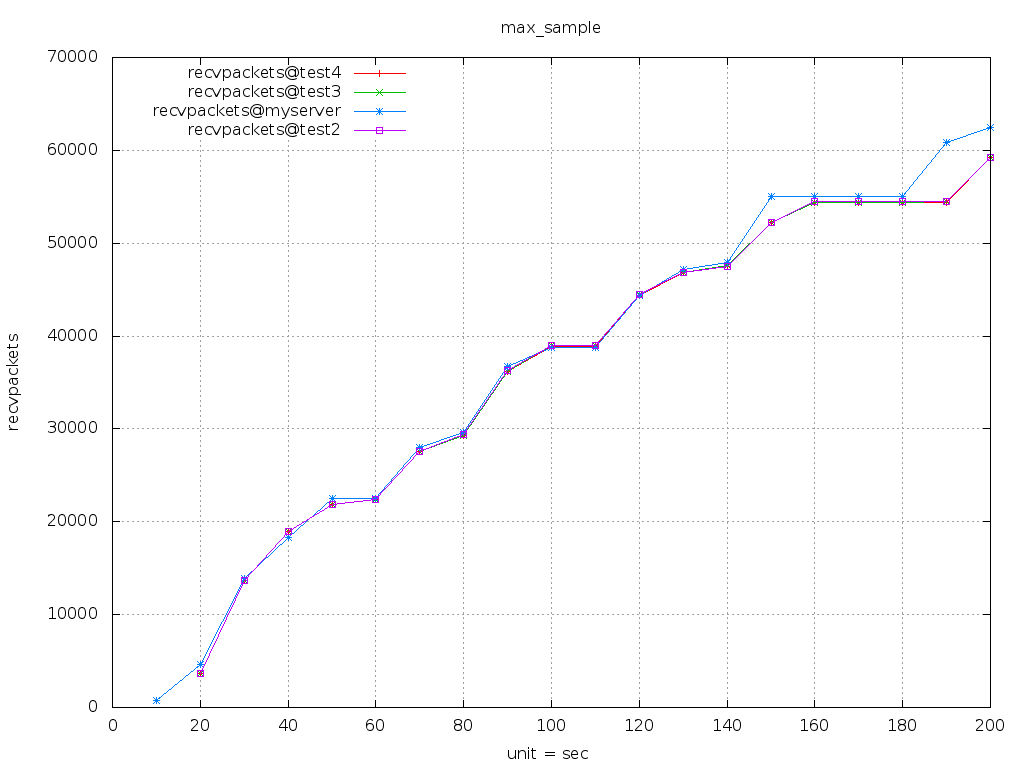 max_sample
70000
60000
50000
40000
30000
20000
10000
0
recvpackets
recvpackets@test4
recvpackets@test3
recvpackets@myserver
recvpackets@test2
0 20 40 60 80 100 120 140 160 180 200
unit = sec